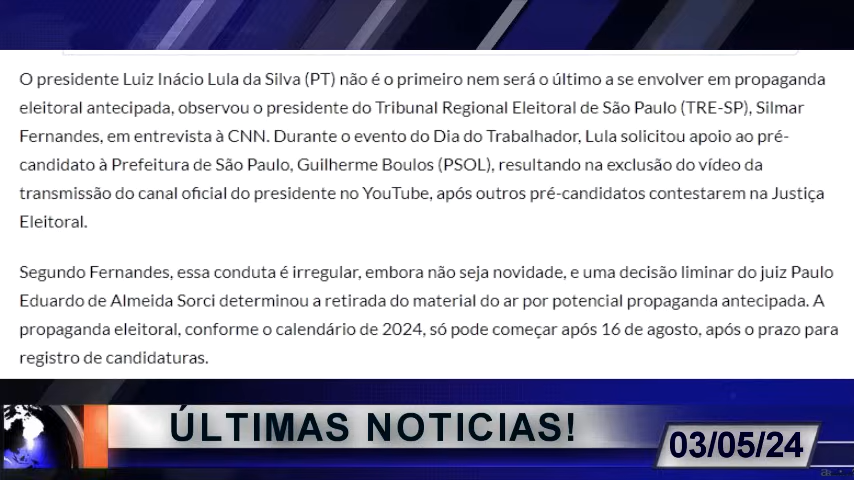 O presidente Luiz Inácio Lula da Silva (PT) não é o primeiro nem será o último a se envolver em propaganda
eleitoral antecipada, observou o presidente do Tribunal Regional Eleitoral de São Paulo (TRE-SP), Silmar
Fernandes, em entrevista à CNN. Durante o evento do Dia do Trabalhador, Lula solicitou apoio ao pré-
candidato à Prefeitura de São Paulo, Guilherme Boulos (PSOL), resultando na exclusão do vídeo da
transmissão do canal oficial do presidente no YouTube, após outros pré-candidatos contestarem na Justiça
Eleitoral.
Segundo Fernandes, essa conduta é irregular, embora não seja novidade, e uma decisão liminar do juiz Paulo
Eduardo de Almeida Sorci determinou a retirada do material do ar por potencial propaganda antecipada. A
propaganda eleitoral, conforme o calendário de 2024, só pode começar após 16 de agosto, após o prazo para
registro de candidaturas.
ÚLTIMAS NOTICIAS!
03/05/24